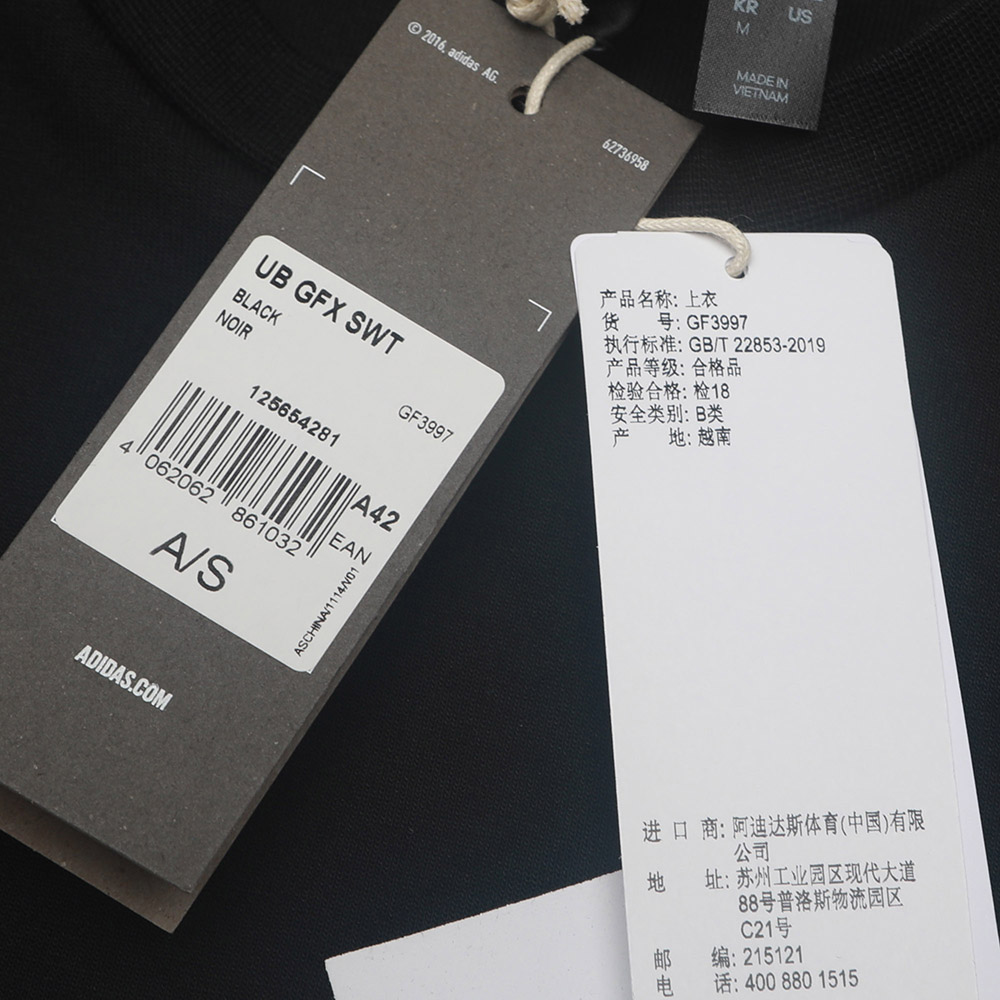 © 2016. adidas AG.
62736958
UB GFX SWT
BLACK
NOIR
125654281
GF3997
4 062062 861032
A42
EAN
A/S
ASCHINA/1114/V01
ADIDAS.COM
KR US
M
MADE IN
VIETNAM
产品名称: 上衣
货 号: GF3997
执行标准: GB/T 22853-2019
产品等级: 合格品
检验合格: 检18
安全类别: B类
产 地: 越南
进 口 商: 阿迪达斯体育(中国)有限
公司
地 址: 苏州工业园区现代大道
88号普洛斯物流园区
C21号
邮 编: 215121
电 话: 400 880 1515